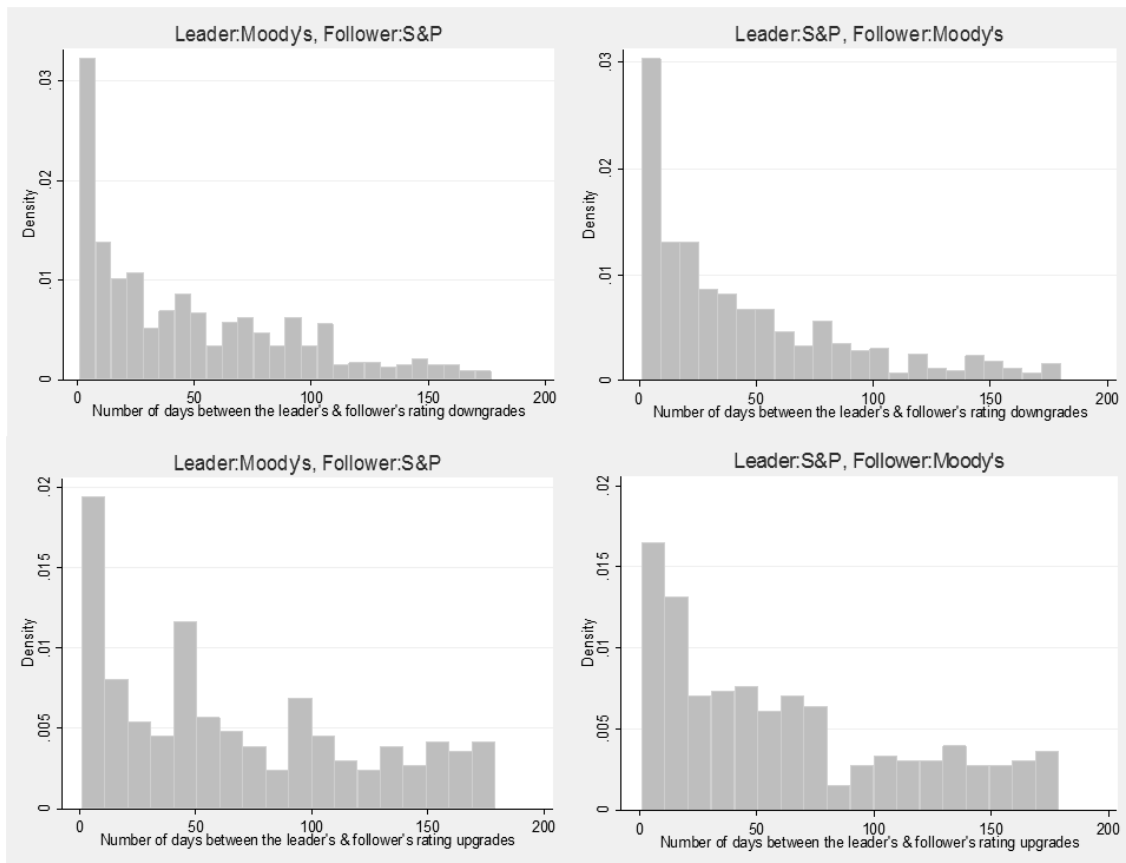 Leader:Moody's, Follower:S&P
Density
.03
.02
.01
0
0 50 100 150 200
Number of days between the leader's & follower's rating downgrades
Leader:S&P, Follower:Moody's
Density
.03
.02
.01
0
0 50 100 150 200
Number of days between the leader's & follower's rating downgrades
Leader:Moody's, Follower:S&P
Density
.02
.015
.01
.005
0
0 50 100 150 200
Number of days between the leader's & follower's rating upgrades
Leader:S&P, Follower:Moody's
Density
.02
.015
.01
.005
0
0 50 100 150 200
Number of days between the leader's & follower's rating upgrades